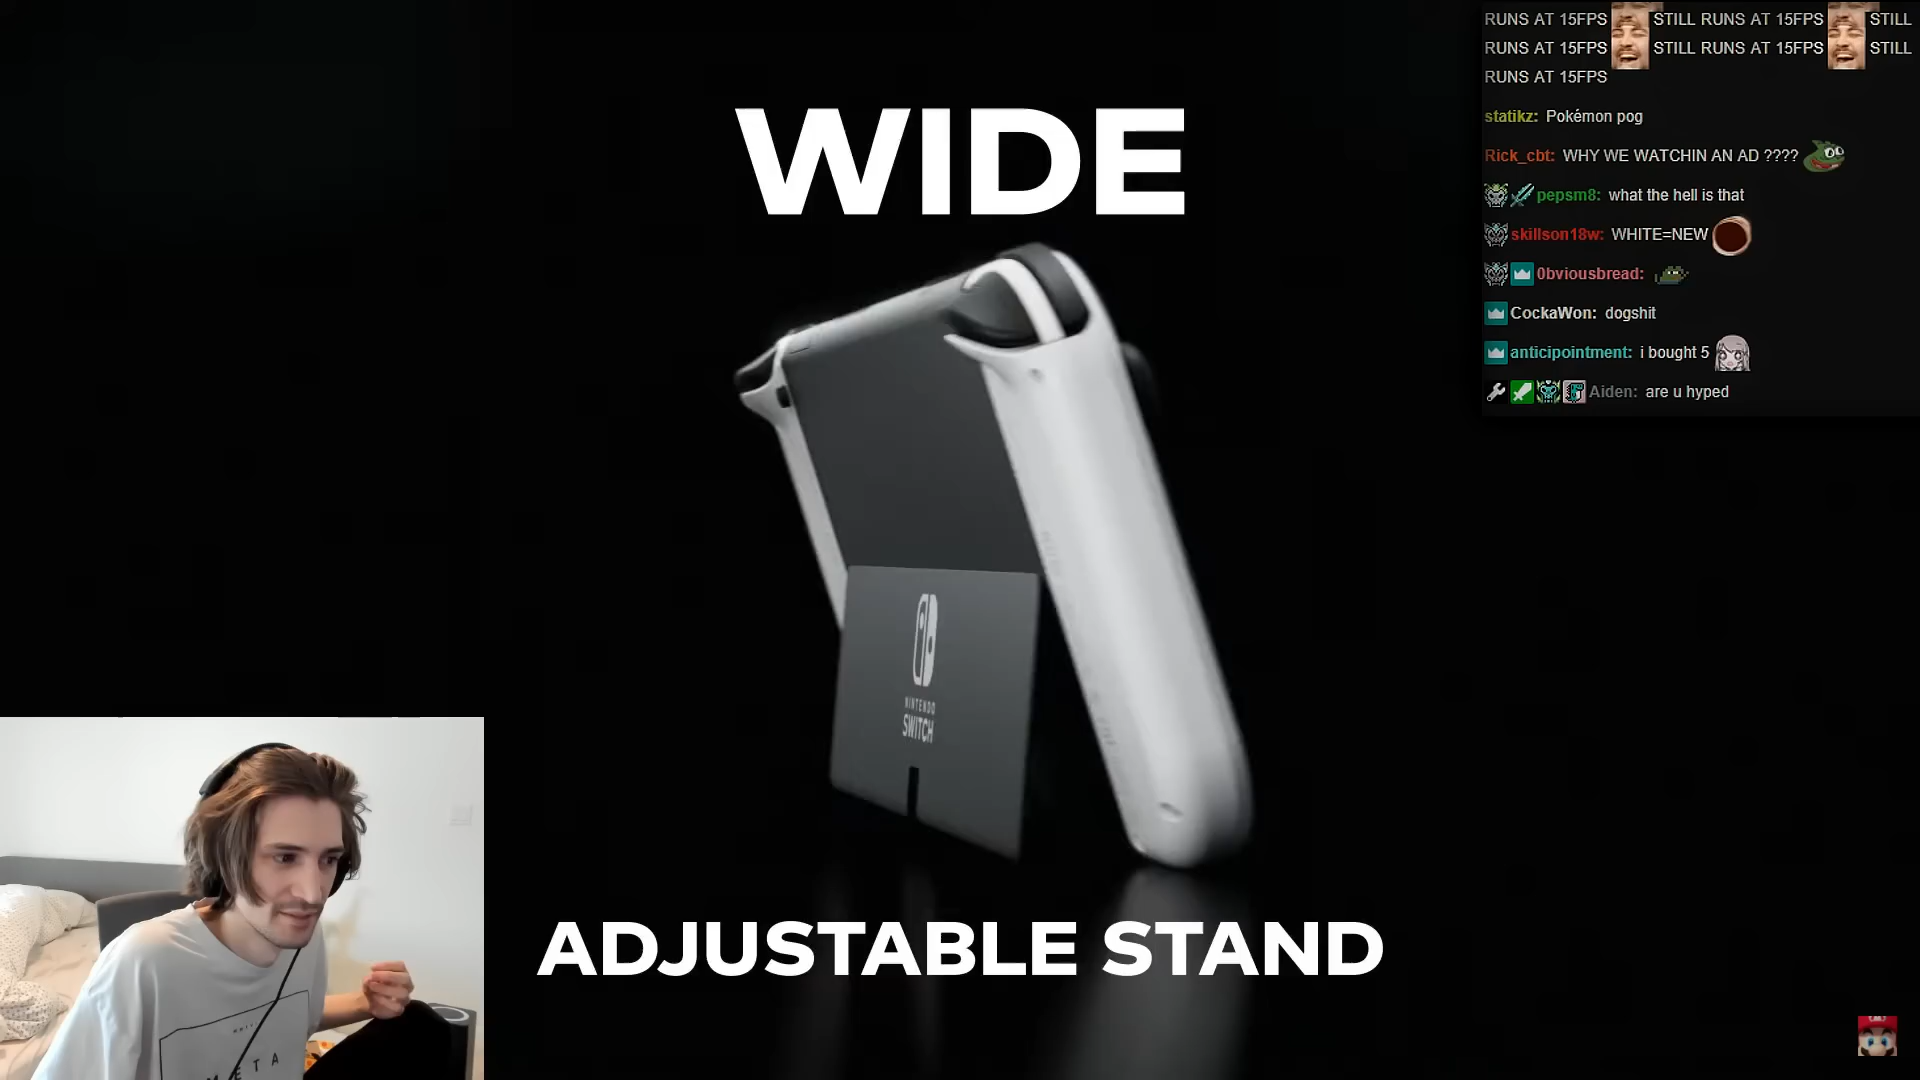 WIDE
NINTENDO
SWITCH
ADJUSTABLE STAND
RUNS AT 15FPS STILL RUNS AT 15FPS STILL
RUNS AT 15FPS STILL RUNS AT 15FPS STILL
RUNS AT 15FPS
statikz: Pokémon pog
Rick_cbt: WHY WE WATCHIN AN AD ????
pepsm8: what the hell is that
skillson18w: WHITE=NEW
0bviousbread:
CockaWon: dogshit
anticipointment: i bought 5
Aiden: are u hyped